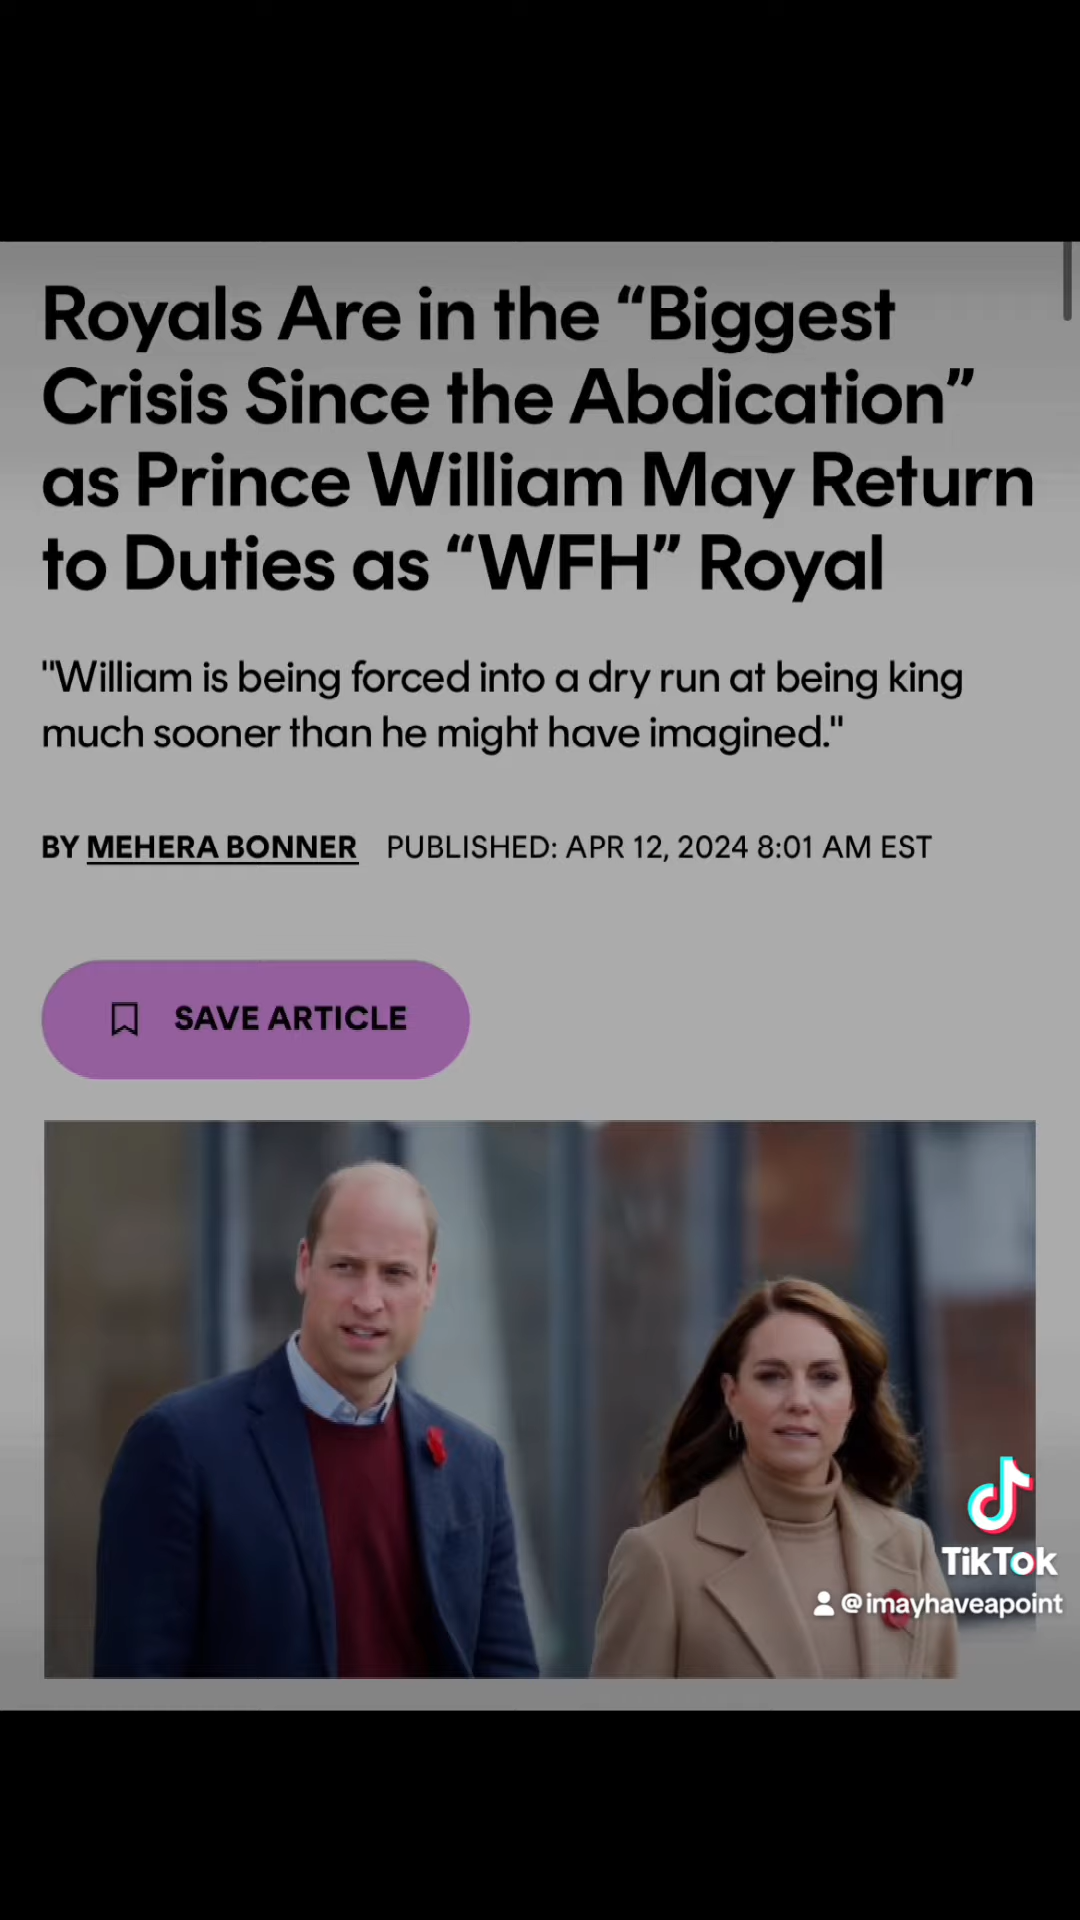 Royals Are in the “Biggest
Crisis Since the Abdication”
as Prince William May Return
to Duties as “WFH” Royal
"William is being forced into a dry run at being king
much sooner than he might have imagined."
BY MEHERA BONNER PUBLISHED: APR 12, 2024 8:01 AM EST
SAVE ARTICLE
TikTok
@imayhaveapoint